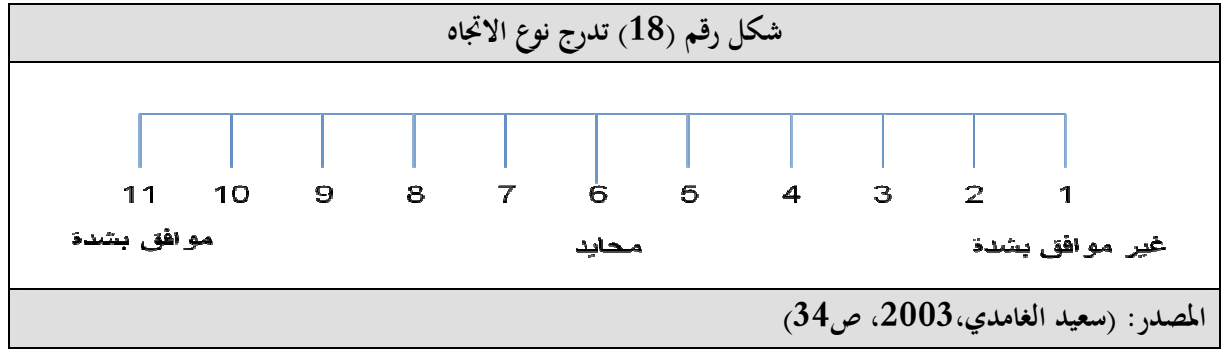 شكل رقم (18) تدرج نوع الاتجاه
1 2 3 4 5 6 7 8 9 10 11
غير موافق بشدة محايد موافق بشدة
المصدر: (سعيد الغامدي،2003، ص34)